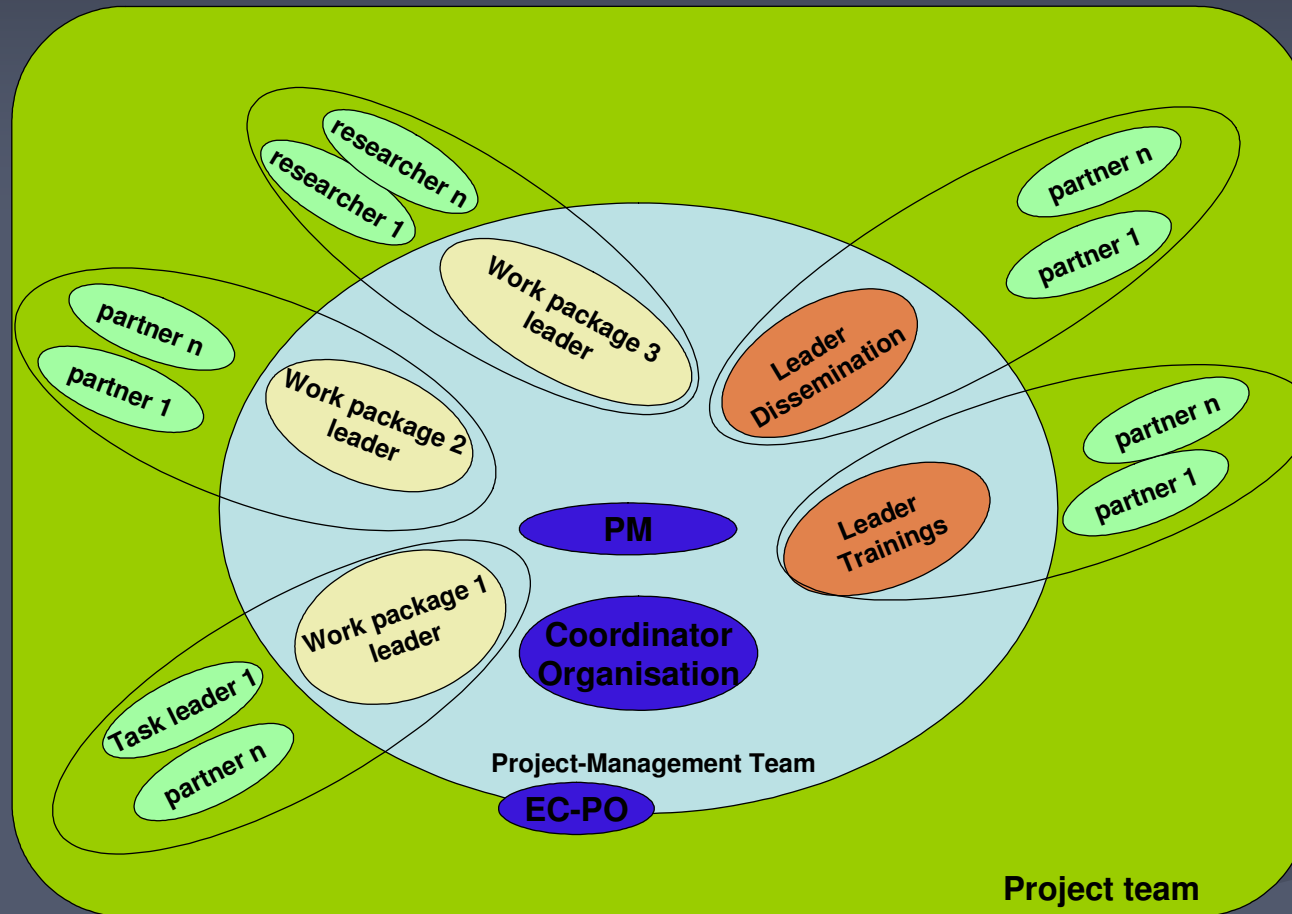 researcher n
researcher 1
partner n
partner 1
Work package 3
leader
Leader
Dissemination
partner n
partner 1
Work package 2
leader
partner n
partner 1
PM
Leader
Trainings
Work package 1
leader
Coordinator
Organisation
Task leader 1
partner n
Project-Management Team
EC-PO
Project team